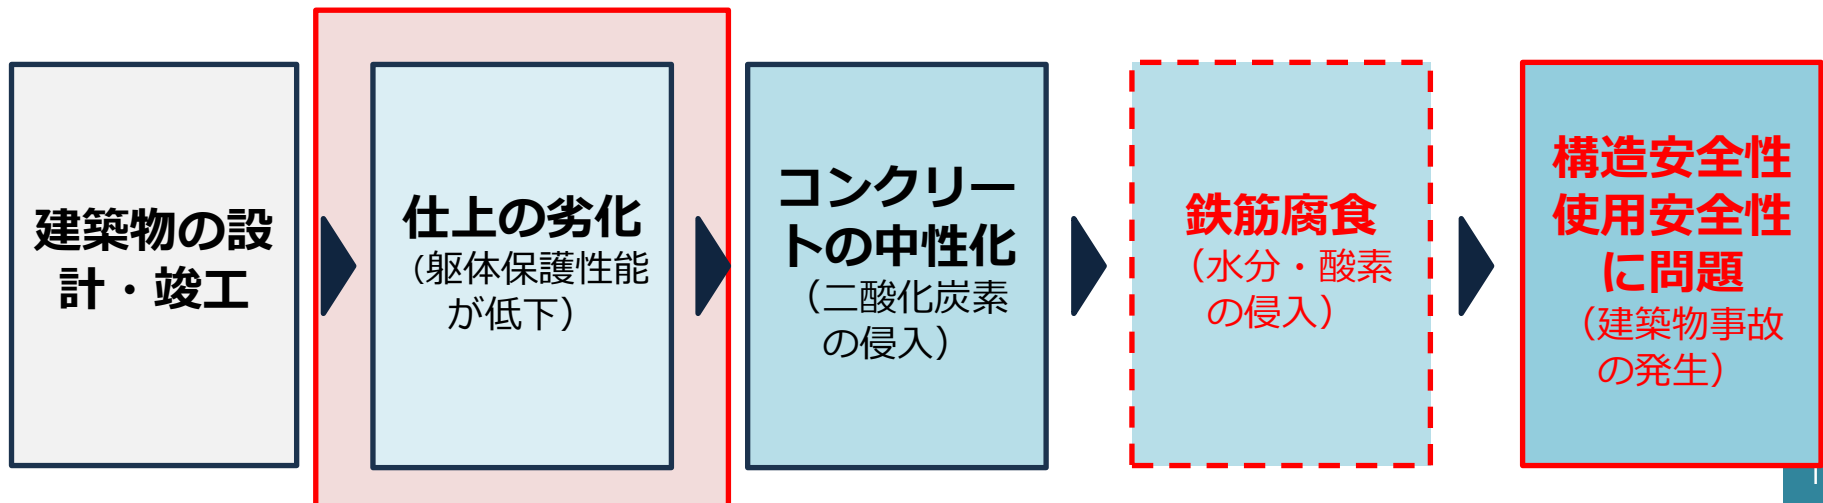 建築物の設
計・竣工
仕上の劣化
（躯体保護性能
が低下）
コンクリー
トの中性化
（二酸化炭素
の侵入）
鉄筋腐食
（水分・酸素
の侵入）
構造安全性
使用安全性
に問題
（建築物事故
の発生）